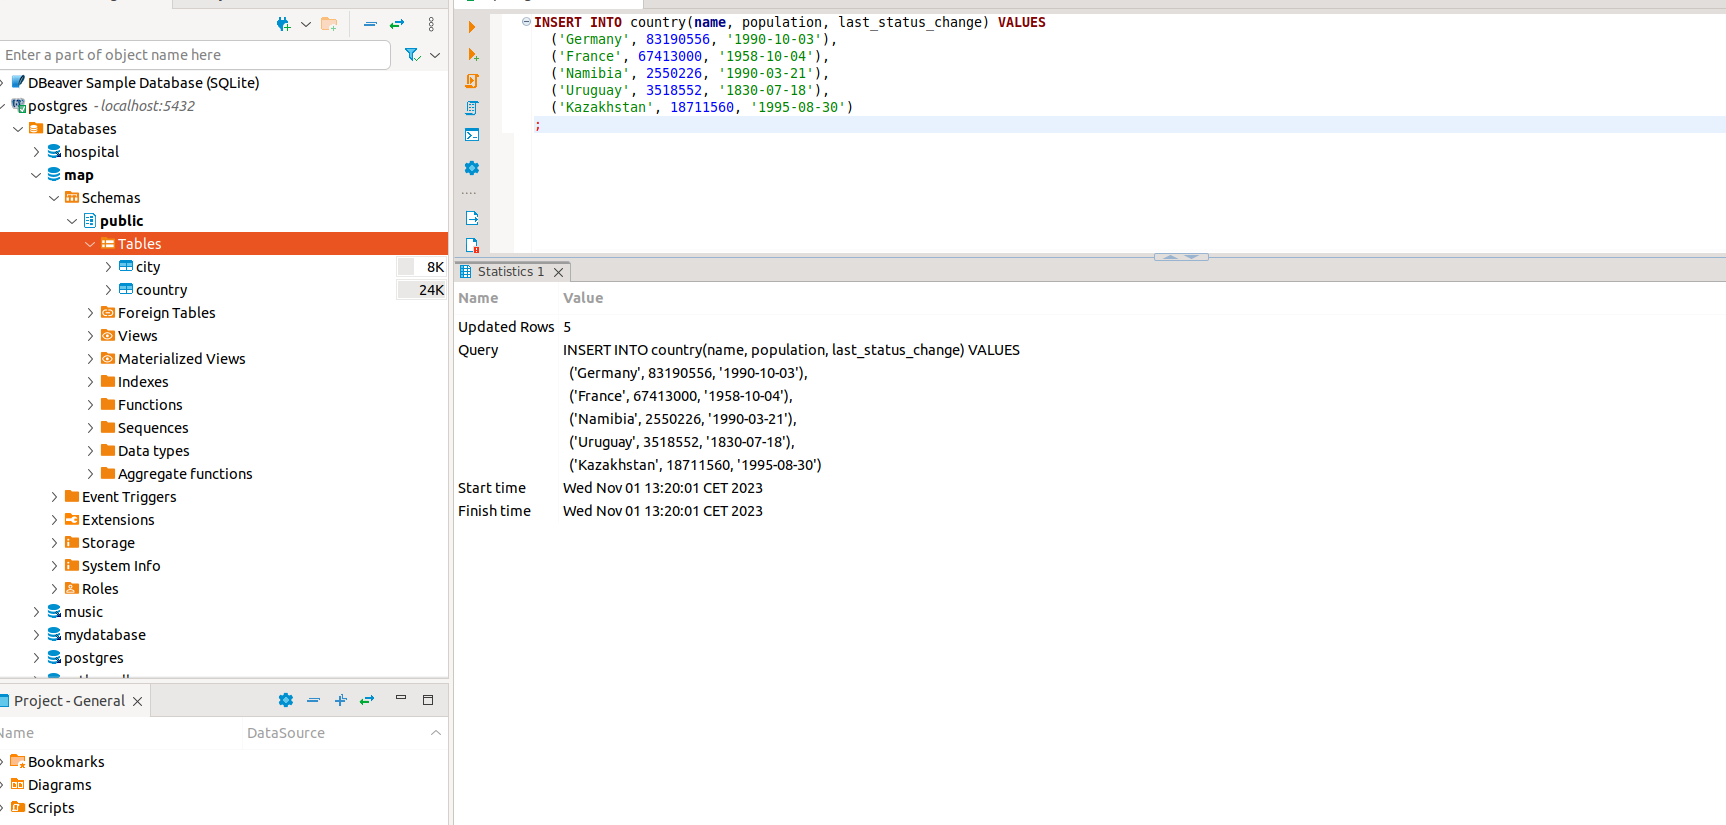 Enter a part of object name here
DBeaver Sample Database (SQLite)
postgres - localhost:5432
Databases
hospital
map
Schemas
public
Tables
city 8K
country 24K
Foreign Tables
Views
Materialized Views
Indexes
Functions
Sequences
Data types
Aggregate functions
Event Triggers
Extensions
Storage
System Info
Roles
music
mydatabase
postgres
Project - General
Name DataSource
Bookmarks
Diagrams
Scripts
INSERT INTO country(name, population, last_status_change) VALUES
('Germany', 83190556, '1990-10-03'),
('France', 67413000, '1958-10-04'),
('Namibia', 2550226, '1990-03-21'),
('Uruguay', 3518552, '1830-07-18'),
('Kazakhstan', 18711560, '1995-08-30')
;
Statistics 1
Name Value
Updated Rows 5
Query INSERT INTO country(name, population, last_status_change) VALUES
('Germany', 83190556, '1990-10-03'),
('France', 67413000, '1958-10-04'),
('Namibia', 2550226, '1990-03-21'),
('Uruguay', 3518552, '1830-07-18'),
('Kazakhstan', 18711560, '1995-08-30')
Start time Wed Nov 01 13:20:01 CET 2023
Finish time Wed Nov 01 13:20:01 CET 2023